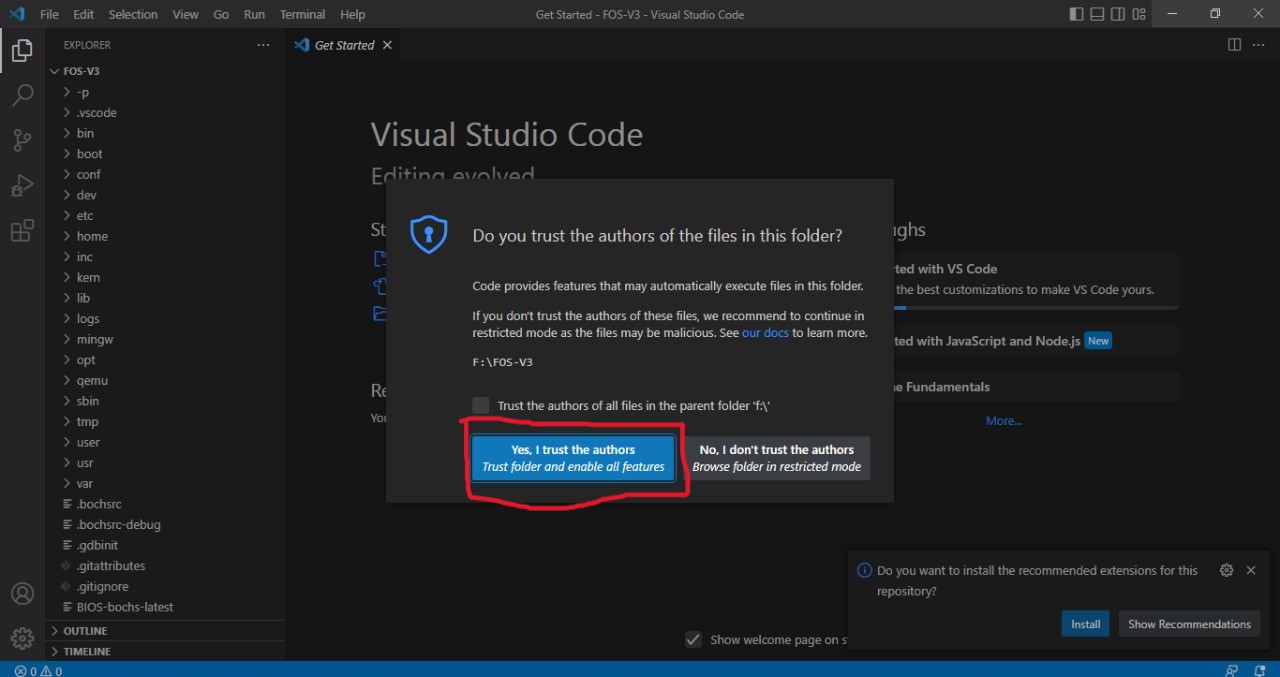 File Edit Selection View Go Run Terminal Help
Get Started - FOS-V3 - Visual Studio Code
EXPLORER
Get Started
FOS-V3
-p
.vscode
bin
boot
conf
dev
etc
home
inc
kern
lib
logs
mingw
opt
qemu
sbin
tmp
user
usr
var
.bochsrc
.bochsrc-debug
.gdbinit
.gitattributes
.gitignore
BIOS-bochs-latest
OUTLINE
TIMELINE
0 0
Visual Studio Code
Editing evolved
Do you trust the authors of the files in this folder?
Code provides features that may automatically execute files in this folder.
If you don't trust the authors of these files, we recommend to continue in
restricted mode as the files may be malicious. See our docs to learn more.
F:\FOS-V3
Trust the authors of all files in the parent folder 'f:\'
Yes, I trust the authors
Trust folder and enable all features
No, I don't trust the authors
Browse folder in restricted mode
ughs
ted with VS Code
the best customizations to make VS Code yours.
ted with JavaScript and Node.js New
e Fundamentals
More...
Do you want to install the recommended extensions for this
repository?
Install
Show Recommendations
Show welcome page on s